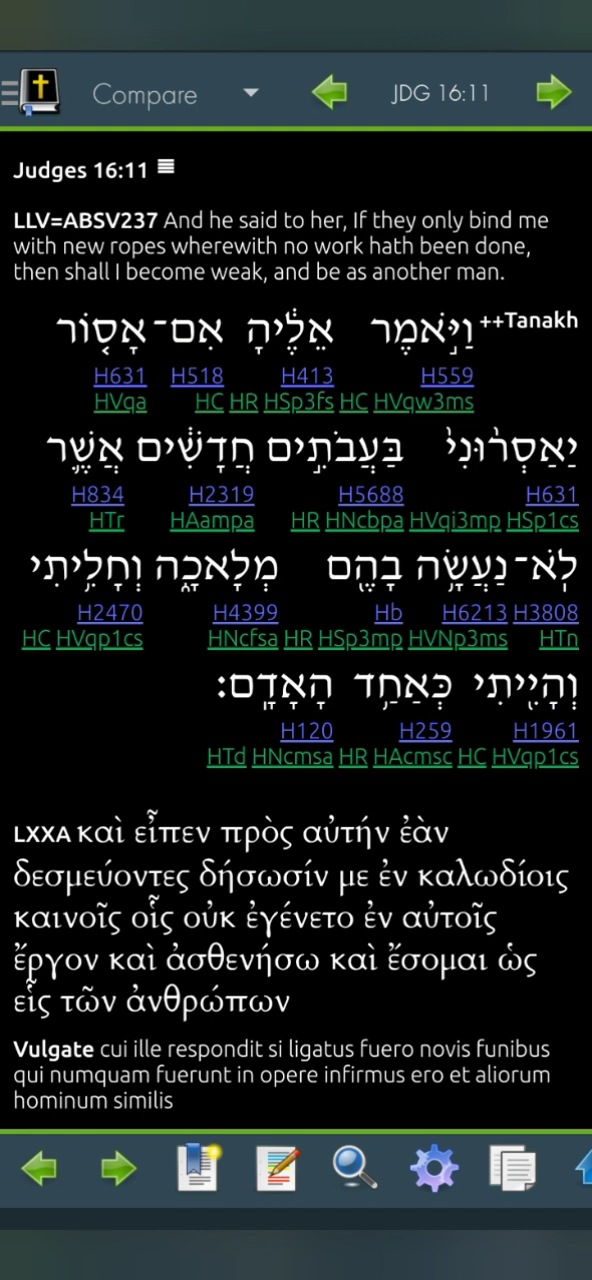 Compare
JDG 16:11
Judges 16:11
LLV=ABSV237 And he said to her, If they only bind me
with new ropes wherewith no work hath been done,
then shall I become weak, and be as another man.
++Tanakh וַיֹּ֣אמֶר אֵלֶ֔יהָ אִם־אָס֤וֹר
H559 H413 H518 H631
HC HVqw3ms HR HSp3fs HC HVqa
יַאַסְר֙וּנִי֙ בַּעֲבֹתִ֣ים חֲדָשִׁ֔ים אֲשֶׁ֛ר
H631 H5688 H2319 H834
HVqi3mp HSp1cs HR HNcbpa HAampa HTr
לֹֽא־נַעֲשָׂ֥ה בָהֶ֖ם מְלָאכָ֑ה וְחָלִ֥יתִי
H3808 H6213 Hb H4399 H2470
HTn HVNp3ms HR HSp3mp HNcfsa HC HVqp1cs
וְהָיִ֖יתִי כְּאַחַ֥ד הָאָדָֽם׃
H1961 H259 H120
HC HVqp1cs HR HAcmsc HTd HNcmsa
LXXA καὶ εἶπεν πρὸς αὐτήν ἐὰν
δεσμεύοντες δήσωσίν με ἐν καλωδίοις
καινοῖς οἷς οὐκ ἐγένετο ἐν αὐτοῖς
ἔργον καὶ ἀσθενήσω καὶ ἔσομαι ὡς
εἷς τῶν ἀνθρώπων
Vulgate cui ille respondit si ligatus fuero novis funibus
qui numquam fuerunt in opere infirmus ero et aliorum
hominum similis